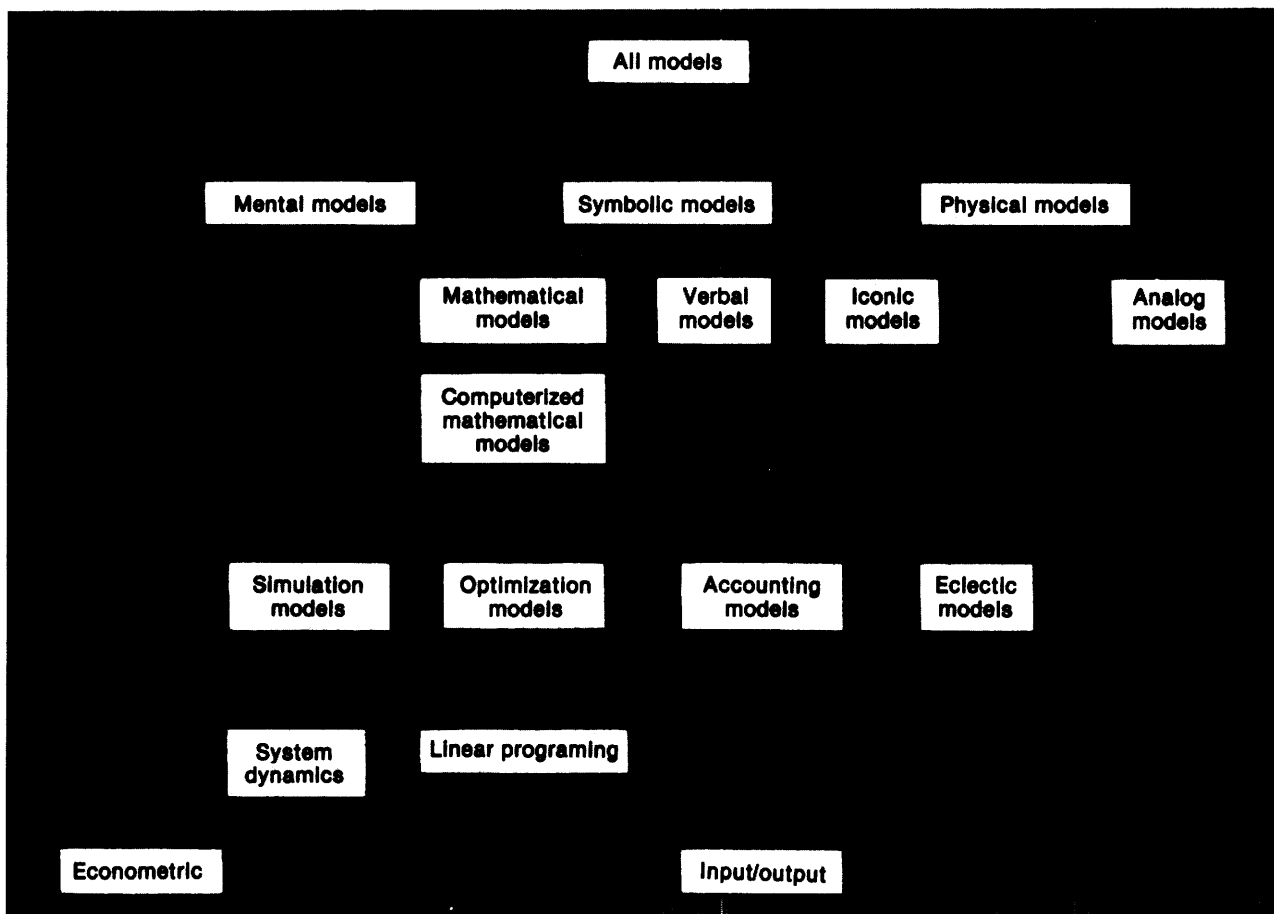 All models
Mental models
Symbolic models
Physical models
Mathematical
models
Verbal
models
Iconic
models
Analog
models
Computerized
mathematical
models
Simulation
models
Optimization
models
Accounting
models
Eclectic
models
System
dynamics
Linear programing
Econometric
Input/output